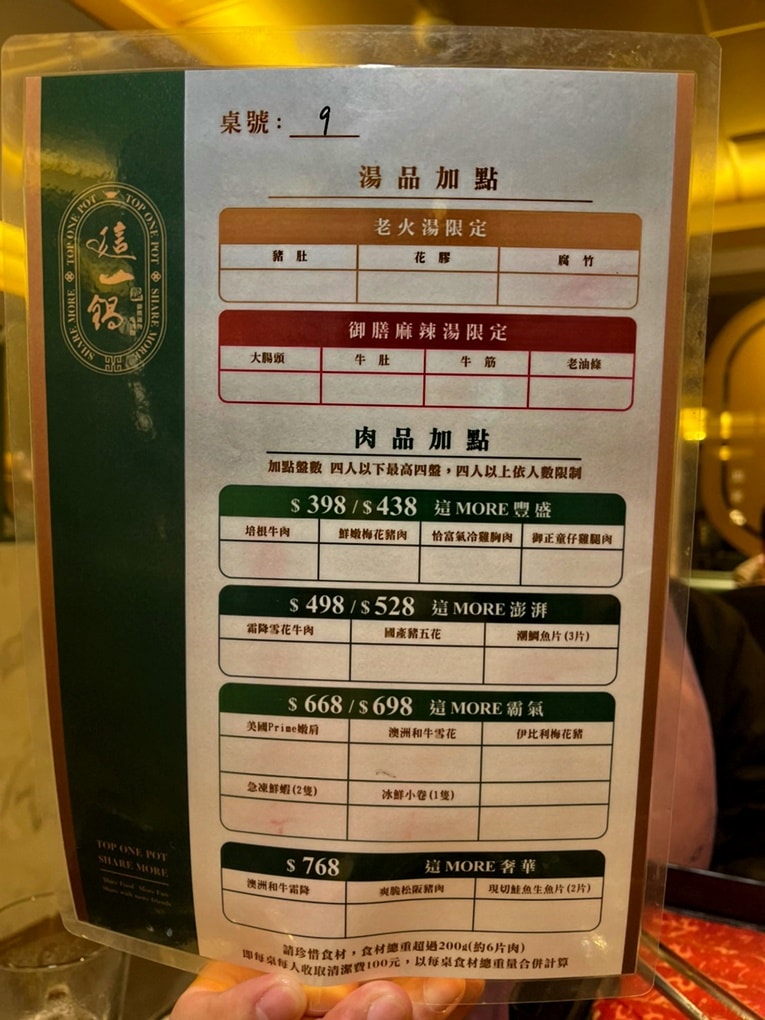 桌號: 9
湯品加點
老火湯限定
豬肚 花膠 腐竹
御膳麻辣湯限定
大腸頭 牛肚 牛筋 老油條
肉品加點
加點盤數 四人以下最高四盤，四人以上依人數限制
$ 398 / $ 438 這MORE豐盛
培根牛肉 鮮嫩梅花豬肉 恰富氣冷雞胸肉 御正童仔雞腿肉
$ 498 / $ 528 這MORE澎湃
霜降雪花牛肉 國產豬五花 潮鯛魚片(3片)
$ 668 / $ 698 這MORE霸氣
美國Prime嫩肩 澳洲和牛雪花 伊比利梅花豬
急凍鮮蝦(2隻) 冰鮮小卷(1隻)
$ 768 這MORE奢華
澳洲和牛霜降 爽脆松阪豬肉 現切鮭魚生魚片(2片)
請珍惜食材，食材總重超過200g(約6片肉)
即每桌每人收取清潔費100元，以每桌食材總重量合併計算
TOP ONE POT
TOP ONE POT
SHARE MORE
SHARE MORE
這一鍋
TOP ONE POT
SHARE MORE
More Food . More Fun
Share with more friends